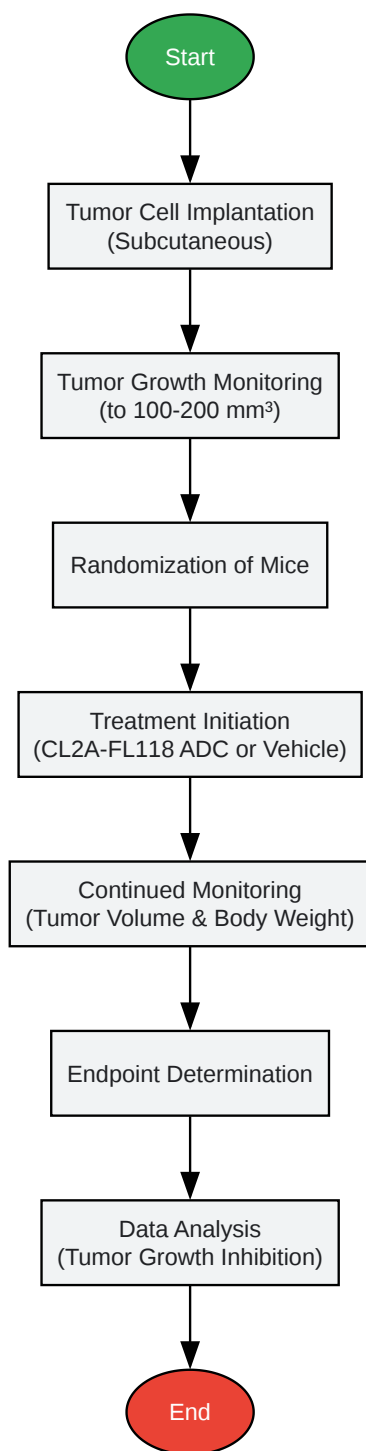 Start
Tumor Cell Implantation
(Subcutaneous)
Tumor Growth Monitoring
(to 100-200 mm³)
Randomization of Mice
Treatment Initiation
(CL2A-FL118 ADC or Vehicle)
Continued Monitoring
(Tumor Volume & Body Weight)
Endpoint Determination
Data Analysis
(Tumor Growth Inhibition)
End